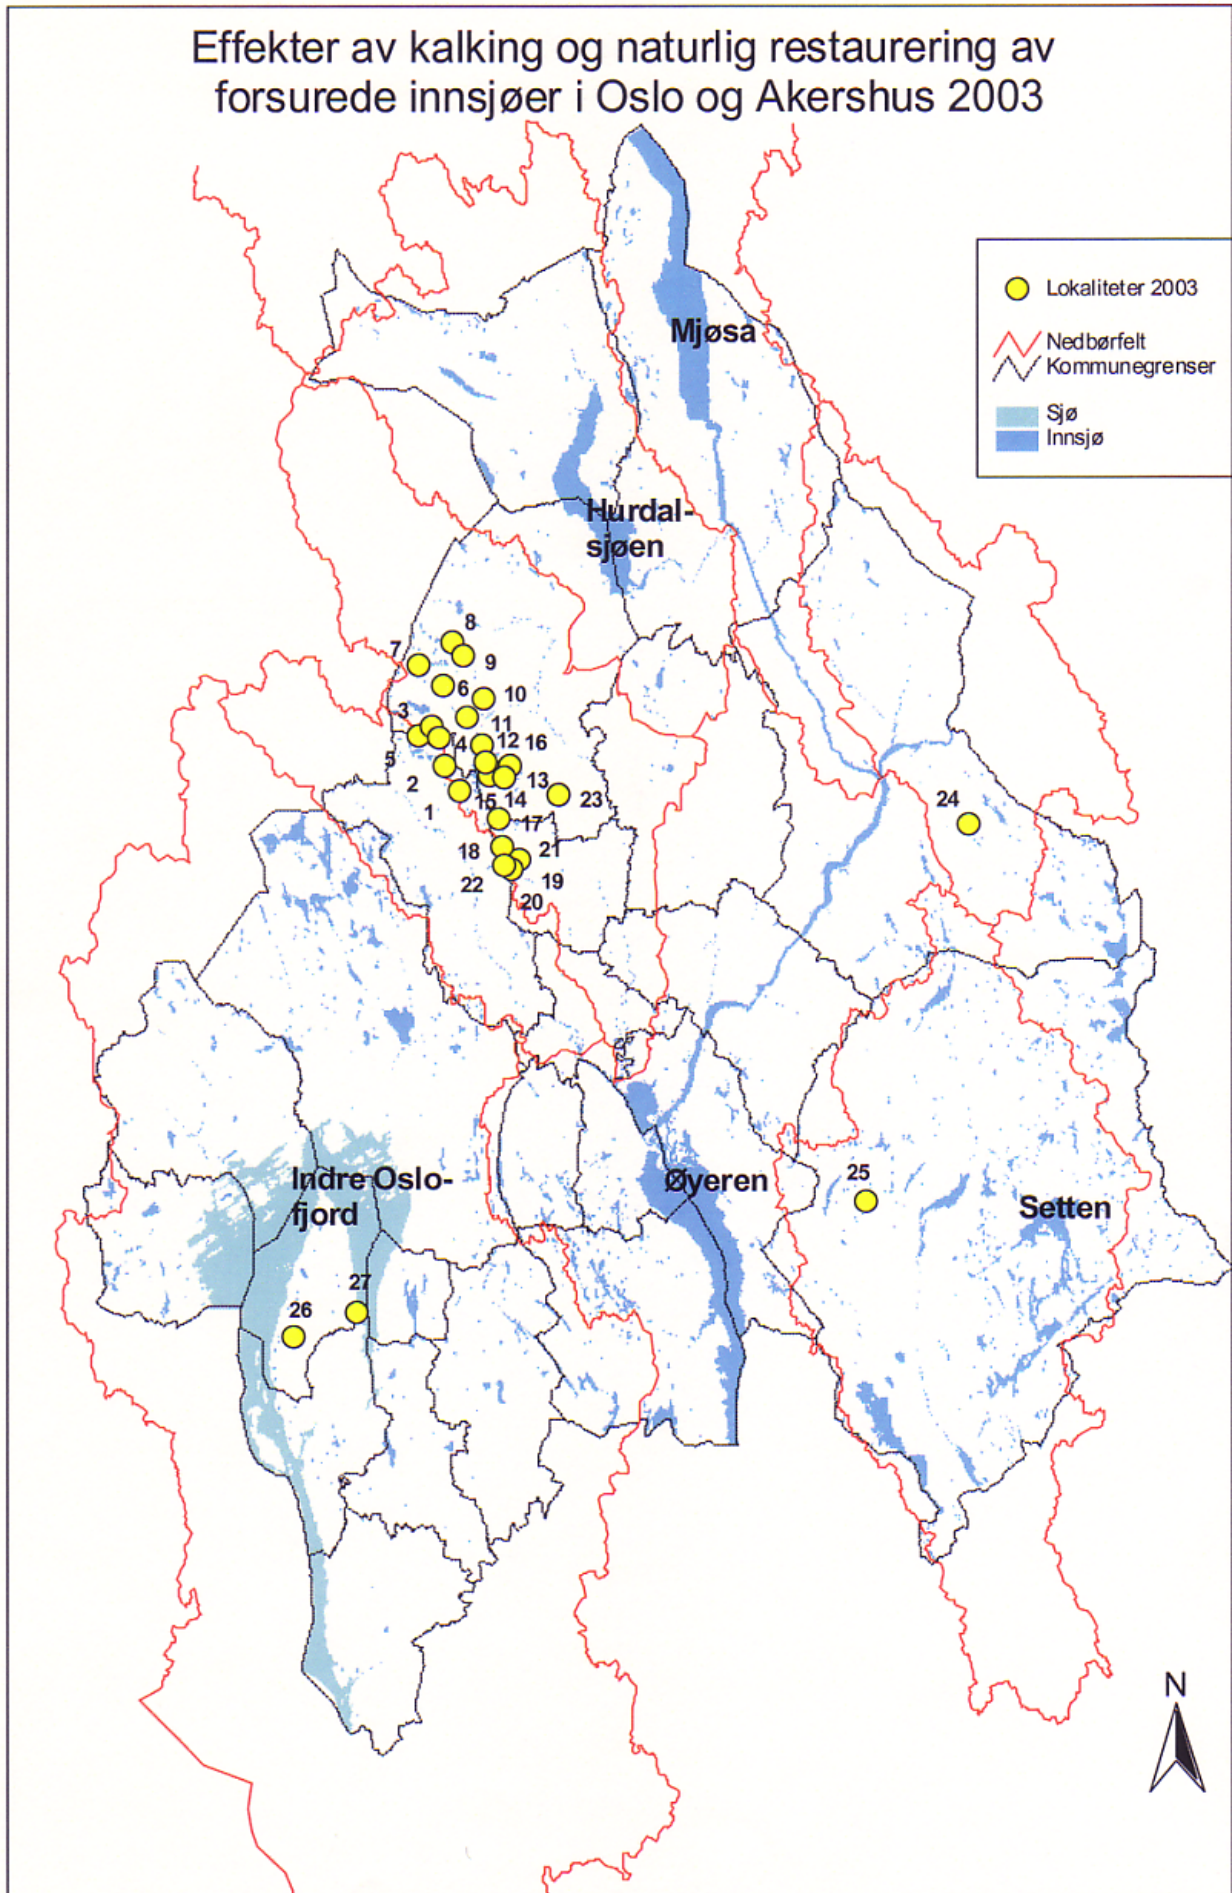 Effekter av kalking og naturlig restaurering av
forsurede innsjøer i Oslo og Akershus 2003
Lokaliteter 2003
Nedbørfelt
Kommunegrenser
Sjø
Innsjø
Mjøsa
Hurdal-
sjøen
8
7
9
6
10
3
11
4
12
16
5
2
13
23
15
14
1
17
24
18
21
22
19
20
25
Øyeren
Setten
Indre Oslo-
fjord
27
26
N